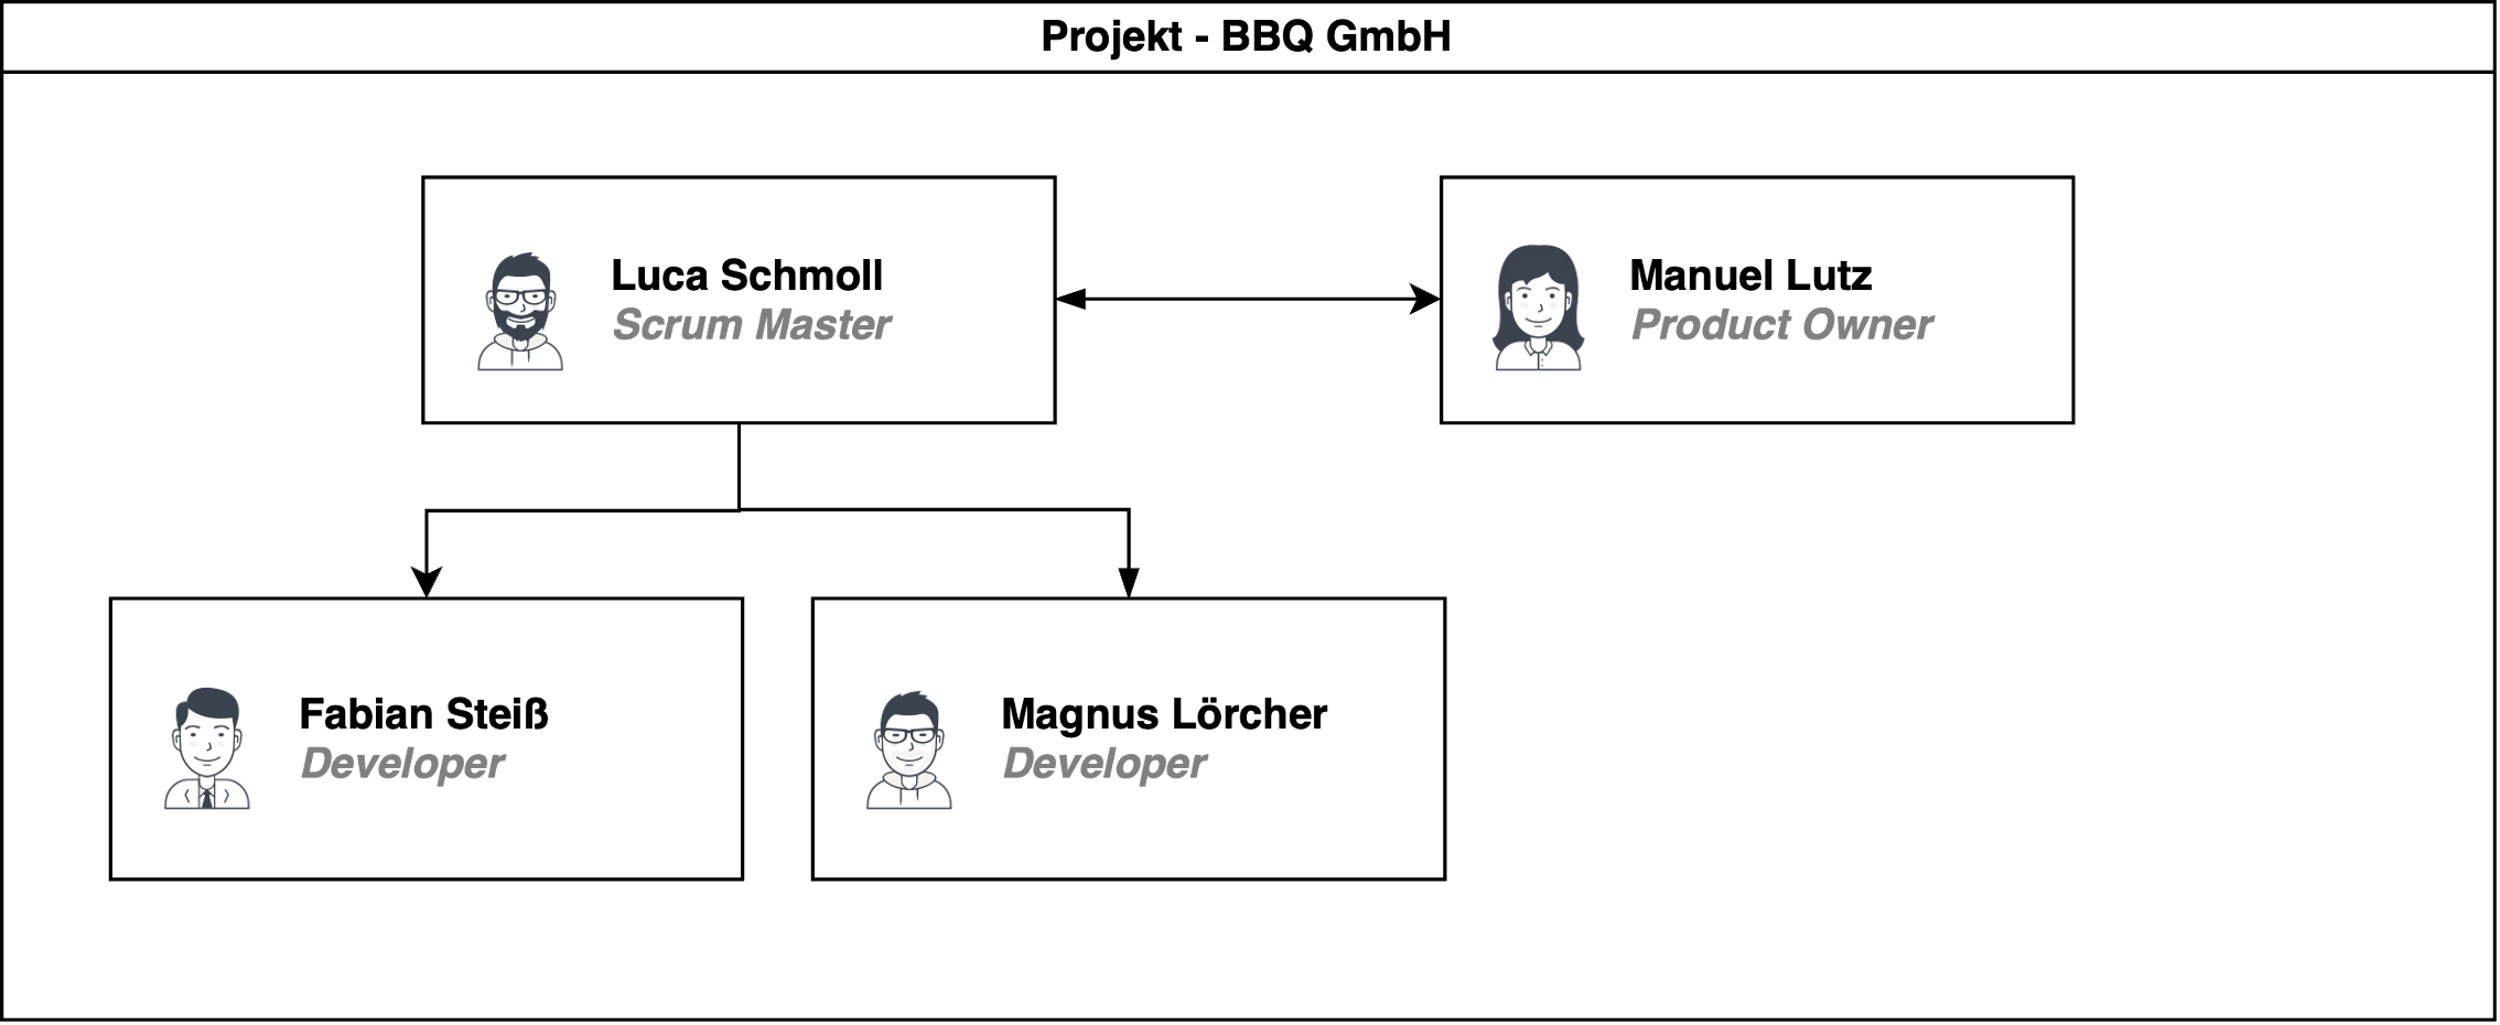 Projekt - BBQ GmbH
Luca Schmoll
Scrum Master
Manuel Lutz
Product Owner
Fabian Steiß
Developer
Magnus Lörcher
Developer